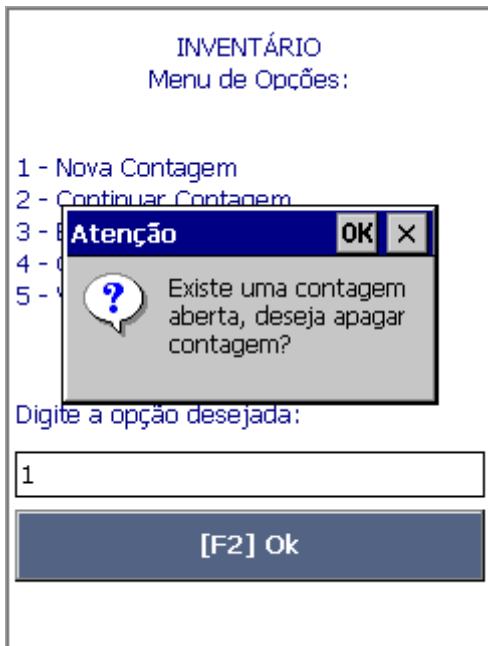 INVENTÁRIO
Menu de Opções:
1 - Nova Contagem
2 - Continuar Contagem
3 -
4 -
5 -
Atenção OK ×
? Existe uma contagem
aberta, deseja apagar
contagem?
Digite a opção desejada:
1
[F2] Ok